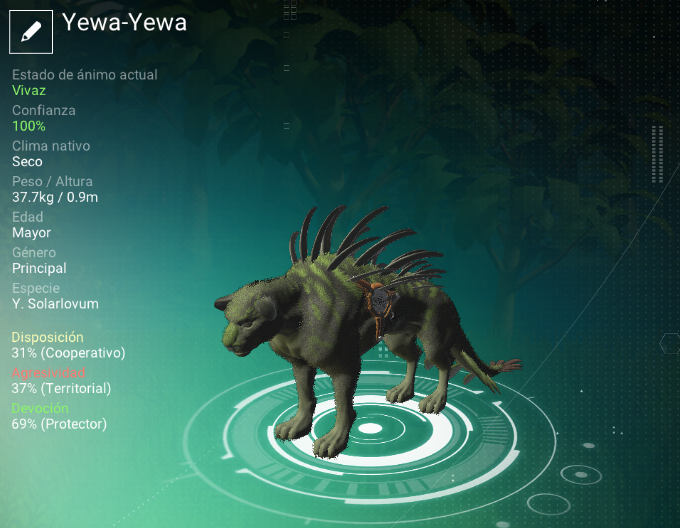 Yewa-Yewa
Estado de ánimo actual
Vivaz
Confianza
100%
Clima nativo
Seco
Peso / Altura
37.7kg / 0.9m
Edad
Mayor
Género
Principal
Especie
Y. Solarlovum
Disposición
31% (Cooperativo)
Agresividad
37% (Territorial)
Devoción
69% (Protector)